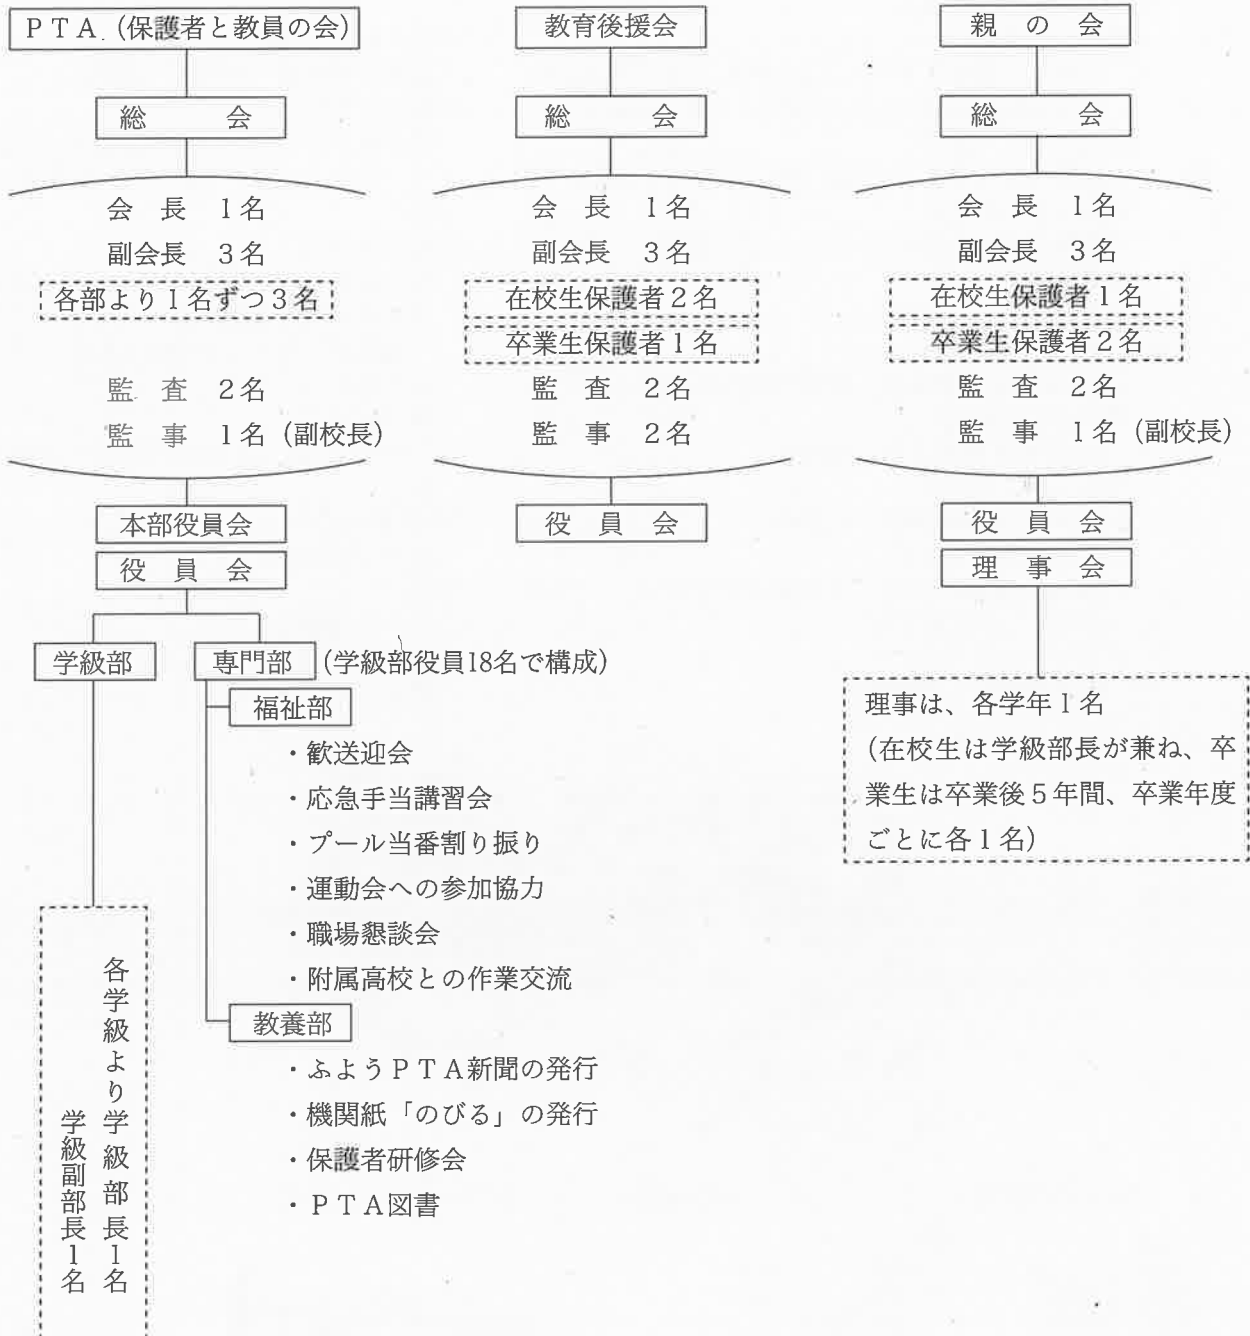 ＰＴＡ（保護者と教員の会）
総　会
会　長　1名
副会長　3名
各部より1名ずつ3名
監　査　2名
監　事　1名（副校長）
本部役員会
役　員　会
学級部
各学級より学級部長1名
学級副部長1名
専門部（学級部役員18名で構成）
福祉部
・歓送迎会
・応急手当講習会
・プール当番割り振り
・運動会への参加協力
・職場懇談会
・附属高校との作業交流
教養部
・ふようＰＴＡ新聞の発行
・機関紙「のびる」の発行
・保護者研修会
・ＰＴＡ図書
教育後援会
総　会
会　長　1名
副会長　3名
在校生保護者2名
卒業生保護者1名
監　査　2名
監　事　2名
役　員　会
親　の　会
総　会
会　長　1名
副会長　3名
在校生保護者1名
卒業生保護者2名
監　査　2名
監　事　1名（副校長）
役　員　会
理　事　会
理事は、各学年1名
（在校生は学級部長が兼ね、卒
業生は卒業後5年間、卒業年度
ごとに各1名）